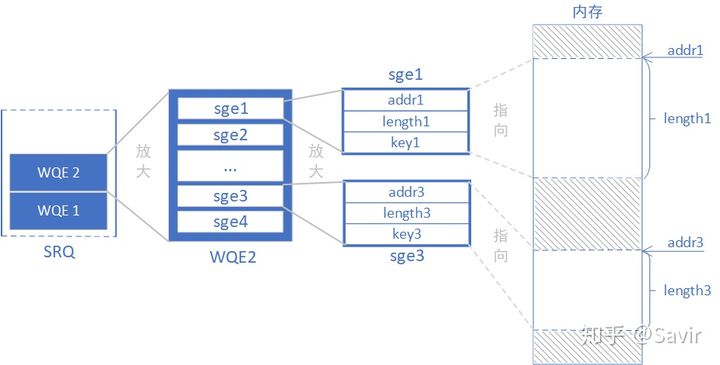 内存
addr1
length1
addr3
length3
sge1
addr1
length1
key1
指向
放大
sge1
sge2
...
sge3
sge4
WQE2
放大
WQE 2
WQE 1
SRQ
addr3
length3
key3
sge3
指向
知乎 @Savir